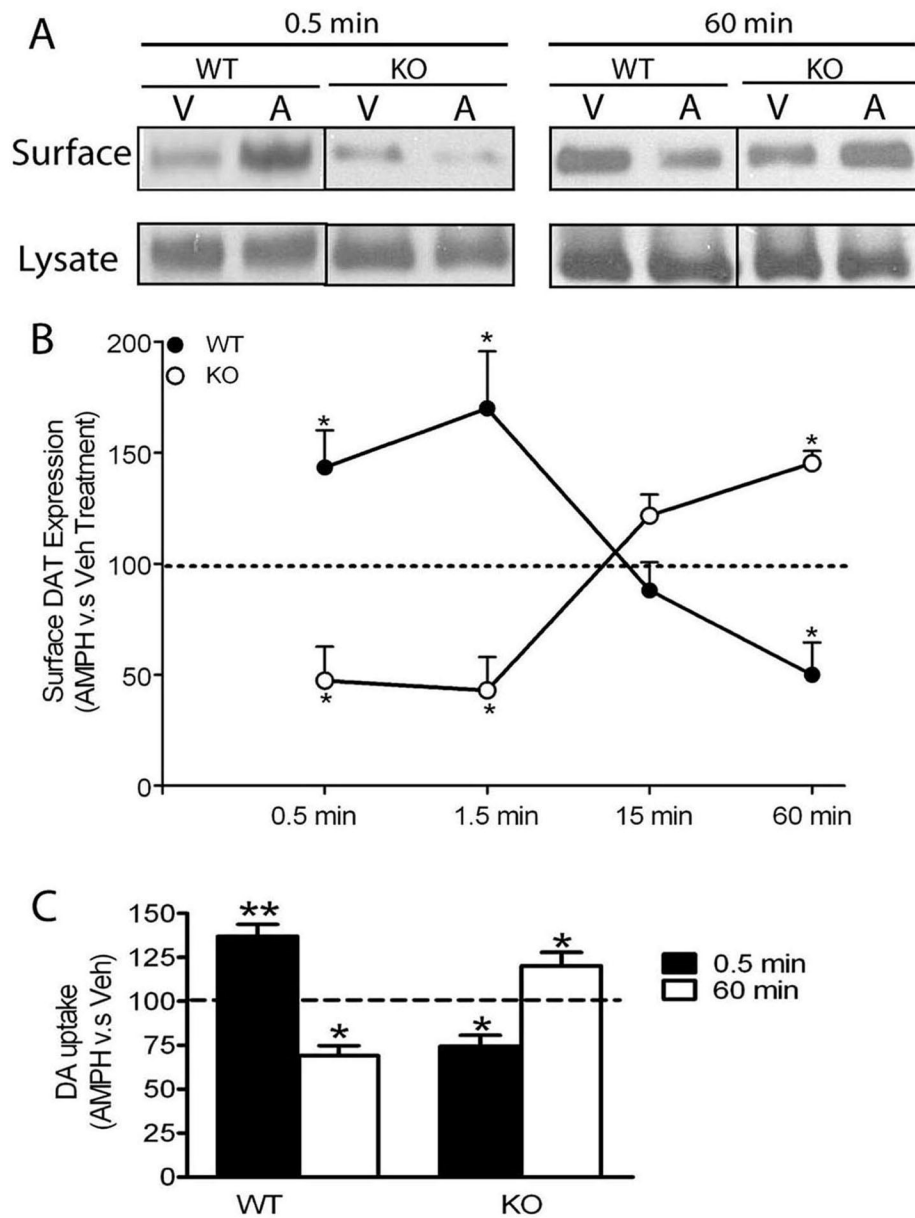 A
0.5 min
60 min
WT
KO
WT
KO
V
A
V
A
V
A
V
A
Surface
Lysate
B
WT
KO
200
150
100
50
0
Surface DAT Expression
(AMPH v.s Veh Treatment)
*
*
*
*
*
*
0.5 min
1.5 min
15 min
60 min
C
150
125
100
75
50
25
0
DA uptake
(AMPH v.s Veh)
**
*
*
*
0.5 min
60 min
WT
KO